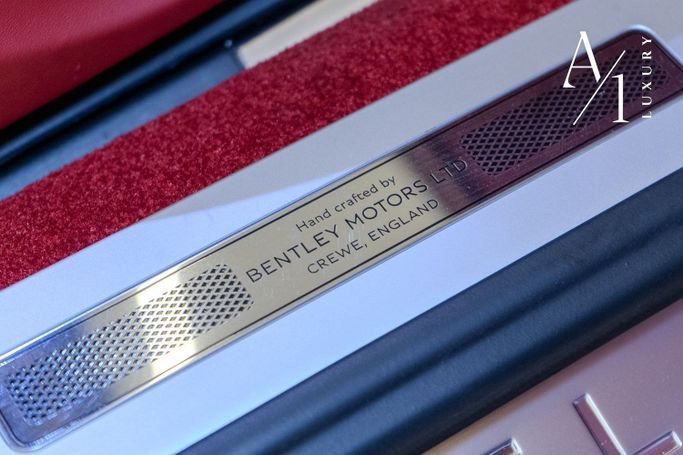 Hand crafted by
BENTLEY MOTORS LTD
CREWE, ENGLAND
A/1
LUXURY